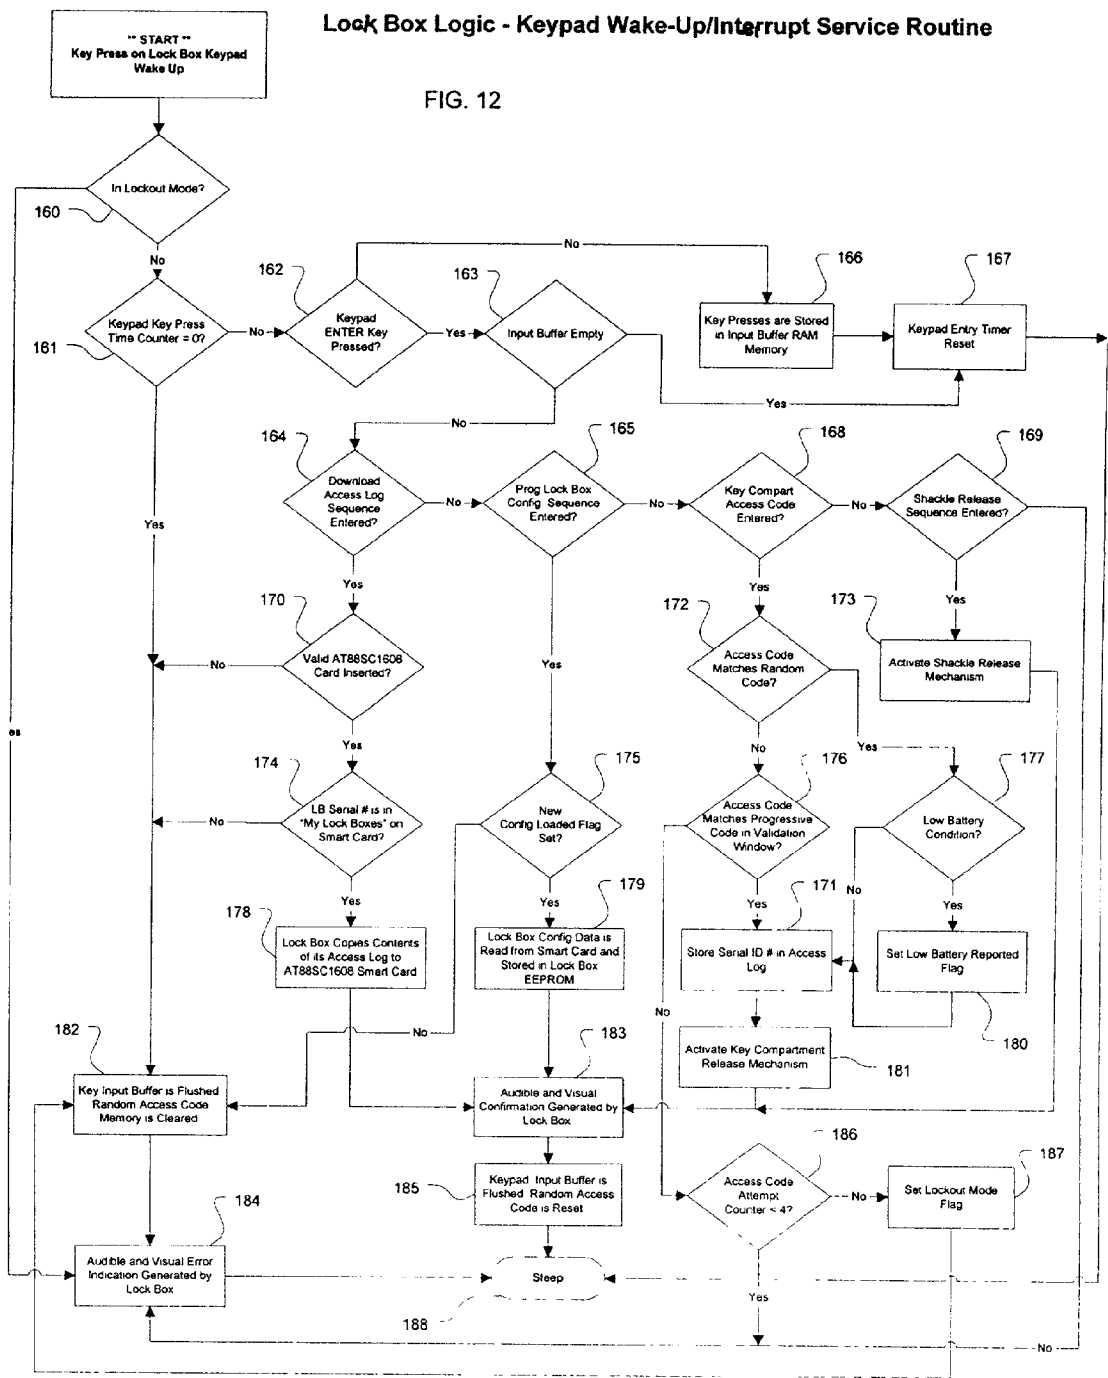 Lock Box Logic - Keypad Wake-Up/Interrupt Service Routine
** START **
Key Press on Lock Box Keypad
Wake Up
FIG. 12
In Lockout Mode?
160
No
No
162
163
166
167
Keypad Key Press
Time Counter = 0?
161
No
Keypad
ENTER Key
Pressed?
Yes
Input Buffer Empty
Key Presses are Stored
in Input Buffer RAM
Memory
Keypad Entry Timer
Reset
Yes
No
164
165
168
169
Download
Access Log
Sequence
Entered?
No
Prog Lock Box
Config Sequence
Entered?
No
Key Compart
Access Code
Entered?
No
Shackle Release
Sequence Entered?
Yes
Yes
Yes
Yes
170
172
173
Valid AT88SC1608
Card Inserted?
No
Yes
Access Code
Matches Random
Code?
Activate Shackle Release
Mechanism
es
Yes
No
Yes
174
175
176
177
LB Serial # is in
"My Lock Boxes" on
Smart Card?
No
New
Config Loaded Flag
Set?
Access Code
Matches Progressive
Code in Validation
Window?
Low Battery
Condition?
Yes
Yes
Yes
No
Yes
178
179
171
Lock Box Copies Contents
of its Access Log to
AT88SC1608 Smart Card
Lock Box Config Data is
Read from Smart Card and
Stored in Lock Box
EEPROM
Store Serial ID # in Access
Log
Set Low Battery Reported
Flag
180
No
No
182
183
Activate Key Compartment
Release Mechanism
181
Key Input Buffer is Flushed
Random Access Code
Memory is Cleared
Audible and Visual
Confirmation Generated by
Lock Box
186
187
185
Keypad Input Buffer is
Flushed Random Access
Code is Reset
Access Code
Attempt
Counter < 4?
No
Set Lockout Mode
Flag
184
Audible and Visual Error
Indication Generated by
Lock Box
Sleep
188
Yes
No